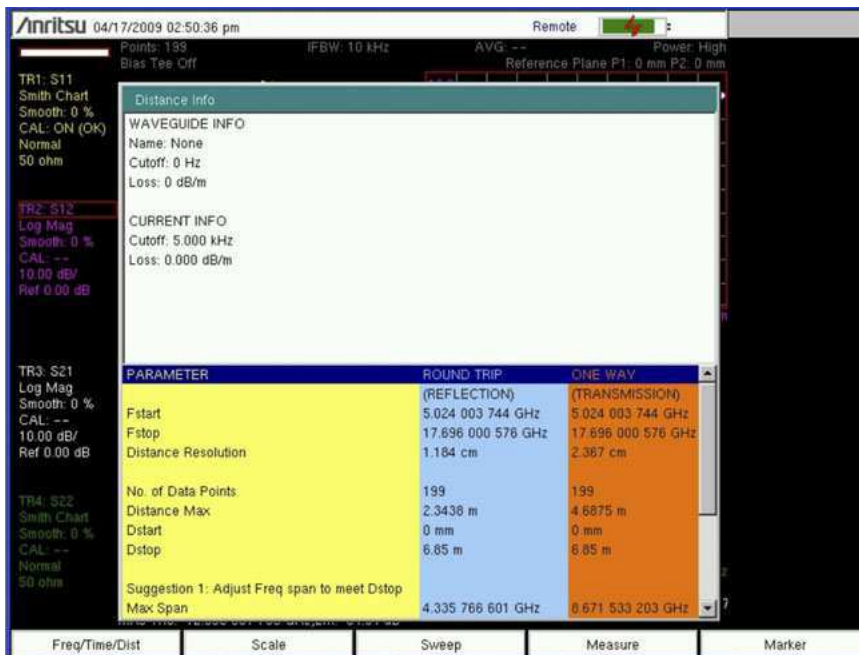 Anritsu 04/17/2009 02:50:36 pm Remote
Points: 199 IFBW: 10 kHz AVG: -- Power: High
Bias Tee Off Reference Plane P1: 0 mm P2: 0 mm
TR1: S11
Smith Chart
Smooth: 0 %
CAL: ON (OK)
Normal
50 ohm
TR2: S12
Log Mag
Smooth: 0 %
CAL: --
10.00 dB/
Ref 0.00 dB
TR3: S21
Log Mag
Smooth: 0 %
CAL: --
10.00 dB/
Ref 0.00 dB
TR4: S22
Smith Chart
Smooth: 0 %
CAL: --
Normal
50 ohm
Distance Info
WAVEGUIDE INFO
Name: None
Cutoff: 0 Hz
Loss: 0 dB/m
CURRENT INFO
Cutoff: 5.000 kHz
Loss: 0.000 dB/m
PARAMETER ROUND TRIP ONE WAY
(REFLECTION) (TRANSMISSION)
Fstart 5.024 003 744 GHz 5.024 003 744 GHz
Fstop 17.696 000 576 GHz 17.696 000 576 GHz
Distance Resolution 1.184 cm 2.367 cm
No. of Data Points 199 199
Distance Max 2.3438 m 4.6875 m
Dstart 0 mm 0 mm
Dstop 6.85 m 6.85 m
Suggestion 1: Adjust Freq span to meet Dstop
Max Span 4.335 766 601 GHz 8.671 533 203 GHz
Freq/Time/Dist Scale Sweep Measure Marker